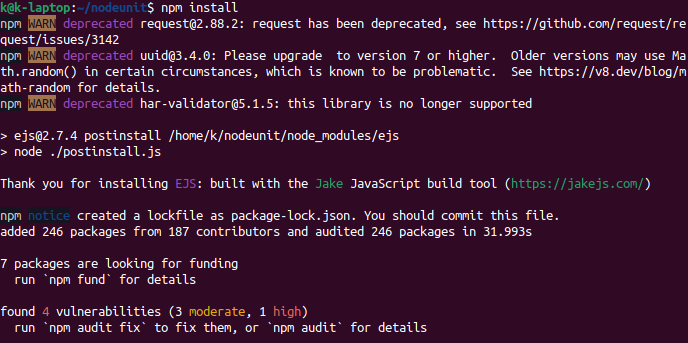 k@k-laptop:~/nodeunit$ npm install
npm WARN deprecated request@2.88.2: request has been deprecated, see https://github.com/request/re
quest/issues/3142
npm WARN deprecated uuid@3.4.0: Please upgrade  to version 7 or higher.  Older versions may use Ma
th.random() in certain circumstances, which is known to be problematic.  See https://v8.dev/blog/m
ath-random for details.
npm WARN deprecated har-validator@5.1.5: this library is no longer supported
> ejs@2.7.4 postinstall /home/k/nodeunit/node_modules/ejs
> node ./postinstall.js
Thank you for installing EJS: built with the Jake JavaScript build tool (https://jakejs.com/)
npm notice created a lockfile as package-lock.json. You should commit this file.
added 246 packages from 187 contributors and audited 246 packages in 31.993s
7 packages are looking for funding
  run `npm fund` for details
found 4 vulnerabilities (3 moderate, 1 high)
  run `npm audit fix` to fix them, or `npm audit` for details